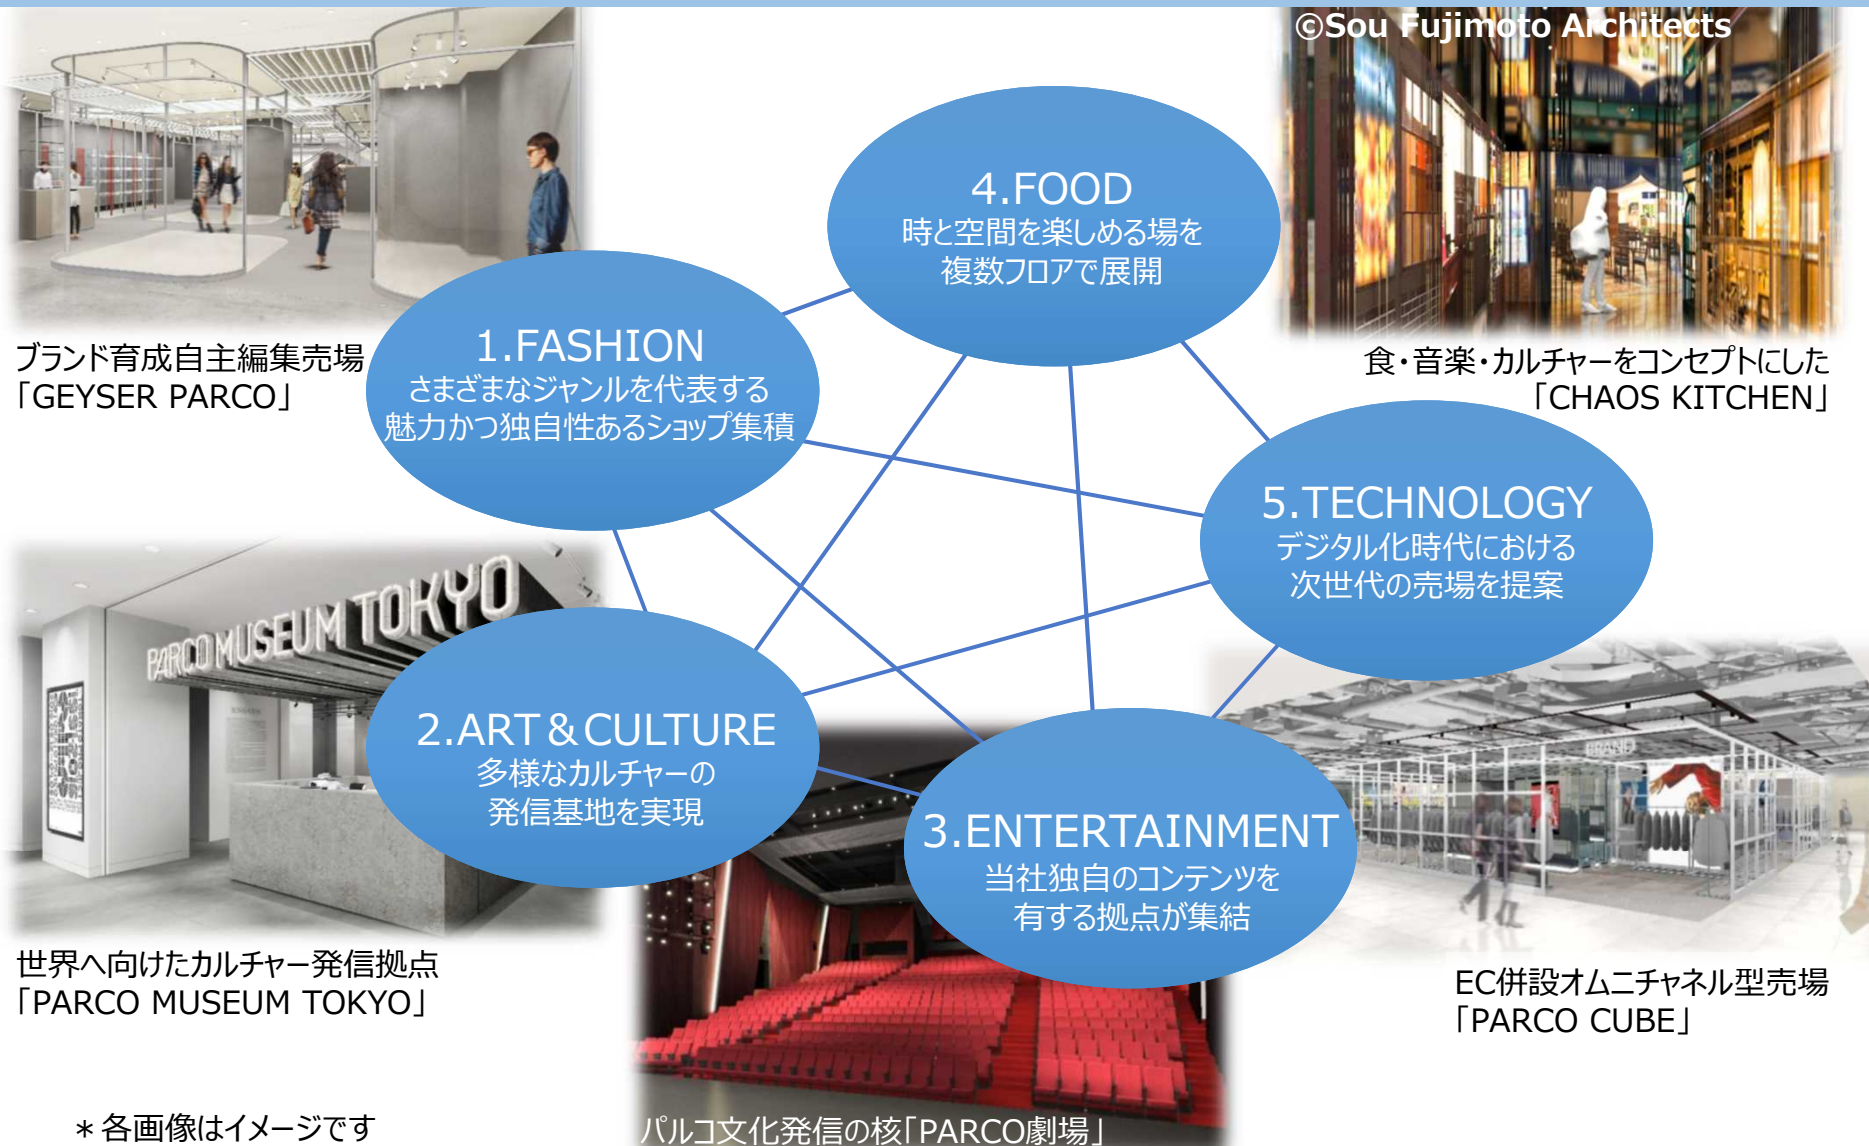 ©Sou Fujimoto Architects
4.FOOD
時と空間を楽しめる場を
複数フロアで展開
1.FASHION
さまざまなジャンルを代表する
魅力かつ独自性あるショップ集積
ブランド育成自主編集売場
「GEYSER PARCO」
食・音楽・カルチャーをコンセプトにした
「CHAOS KITCHEN」
5.TECHNOLOGY
デジタル化時代における
次世代の売場を提案
PARCO MUSEUM TOKYO
2.ART＆CULTURE
多様なカルチャーの
発信基地を実現
BRAND
3.ENTERTAINMENT
当社独自のコンテンツを
有する拠点が集結
世界へ向けたカルチャー発信拠点
「PARCO MUSEUM TOKYO」
EC併設オムニチャネル型売場
「PARCO CUBE」
＊各画像はイメージです
パルコ文化発信の核「PARCO劇場」